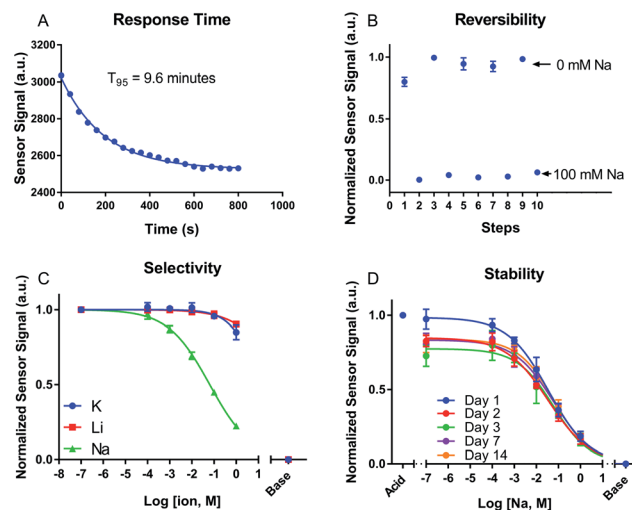 A
Response Time
Sensor Signal (a.u.)
3200
3000
2800
2600
2400
T95 = 9.6 minutes
0 200 400 600 800 1000
Time (s)
B
Reversibility
Normalized Sensor Signal (a.u.)
1.0
0.5
0.0
0 mM Na
100 mM Na
0 1 2 3 4 5 6 7 8 9 10
Steps
C
Selectivity
Normalized Sensor Signal (a.u.)
1.0
0.5
0.0
K
Li
Na
-8 -7 -6 -5 -4 -3 -2 -1 0 1 Base
Log [ion, M]
D
Stability
Normalized Sensor Signal (a.u.)
1.0
0.5
0.0
Day 1
Day 2
Day 3
Day 7
Day 14
Acid -7 -6 -5 -4 -3 -2 -1 0 1 Base
Log [Na, M]